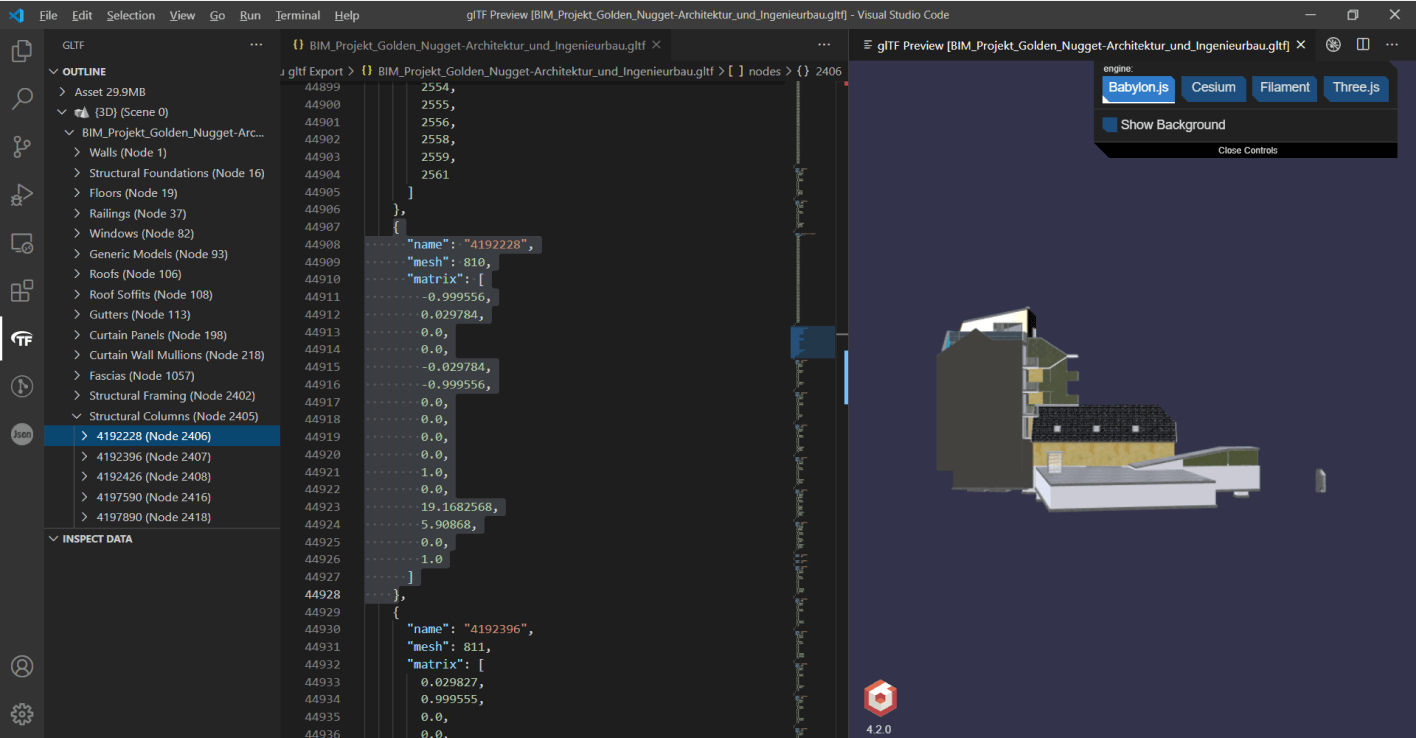 File Edit Selection View Go Run Terminal Help
glTF Preview [BIM_Projekt_Golden_Nugget-Architektur_und_Ingenieurbau.gltf] - Visual Studio Code
GLTF
OUTLINE
Asset 29.9MB
{3D} (Scene 0)
BIM_Projekt_Golden_Nugget-Arc...
Walls (Node 1)
Structural Foundations (Node 16)
Floors (Node 19)
Railings (Node 37)
Windows (Node 82)
Generic Models (Node 93)
Roofs (Node 106)
Roof Soffits (Node 108)
Gutters (Node 113)
Curtain Panels (Node 198)
Curtain Wall Mullions (Node 218)
Fascias (Node 1057)
Structural Framing (Node 2402)
Structural Columns (Node 2405)
4192228 (Node 2406)
4192396 (Node 2407)
4192426 (Node 2408)
4197590 (Node 2416)
4197890 (Node 2418)
INSPECT DATA
Json
{} BIM_Projekt_Golden_Nugget-Architektur_und_Ingenieurbau.gltf
u gltf Export > {} BIM_Projekt_Golden_Nugget-Architektur_und_Ingenieurbau.gltf > [ ] nodes > {} 2406
44899 2554,
44900 2555,
44901 2556,
44902 2558,
44903 2559,
44904 2561
44905 ]
44906 },
44907 {
44908 "name": "4192228",
44909 "mesh": 810,
44910 "matrix": [
44911 -0.999556,
44912 0.029784,
44913 0.0,
44914 0.0,
44915 -0.029784,
44916 -0.999556,
44917 0.0,
44918 0.0,
44919 0.0,
44920 0.0,
44921 1.0,
44922 0.0,
44923 19.1682568,
44924 5.90868,
44925 0.0,
44926 1.0
44927 ]
44928 },
44929 {
44930 "name": "4192396",
44931 "mesh": 811,
44932 "matrix": [
44933 0.029827,
44934 0.999555,
44935 0.0,
44936 0.0,
glTF Preview [BIM_Projekt_Golden_Nugget-Architektur_und_Ingenieurbau.gltf]
engine:
Babylon.js Cesium Filament Three.js
Show Background
Close Controls
4.2.0